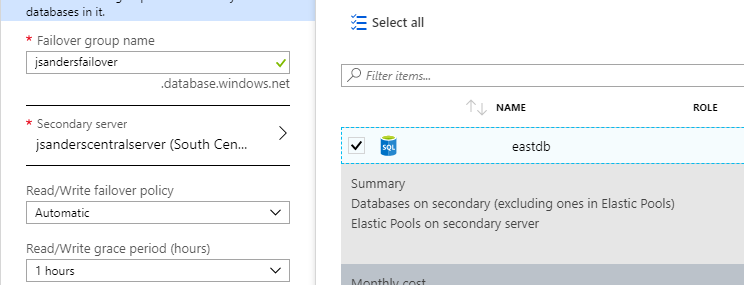 databases in it.
* Failover group name
jsandersfailover
.database.windows.net
* Secondary server
jsanderscentralserver (South Cen...
Read/Write failover policy
Automatic
Read/Write grace period (hours)
1 hours
Select all
Filter items...
NAME ROLE
SQL eastdb
Summary
Databases on secondary (excluding ones in Elastic Pools)
Elastic Pools on secondary server
Monthly cost